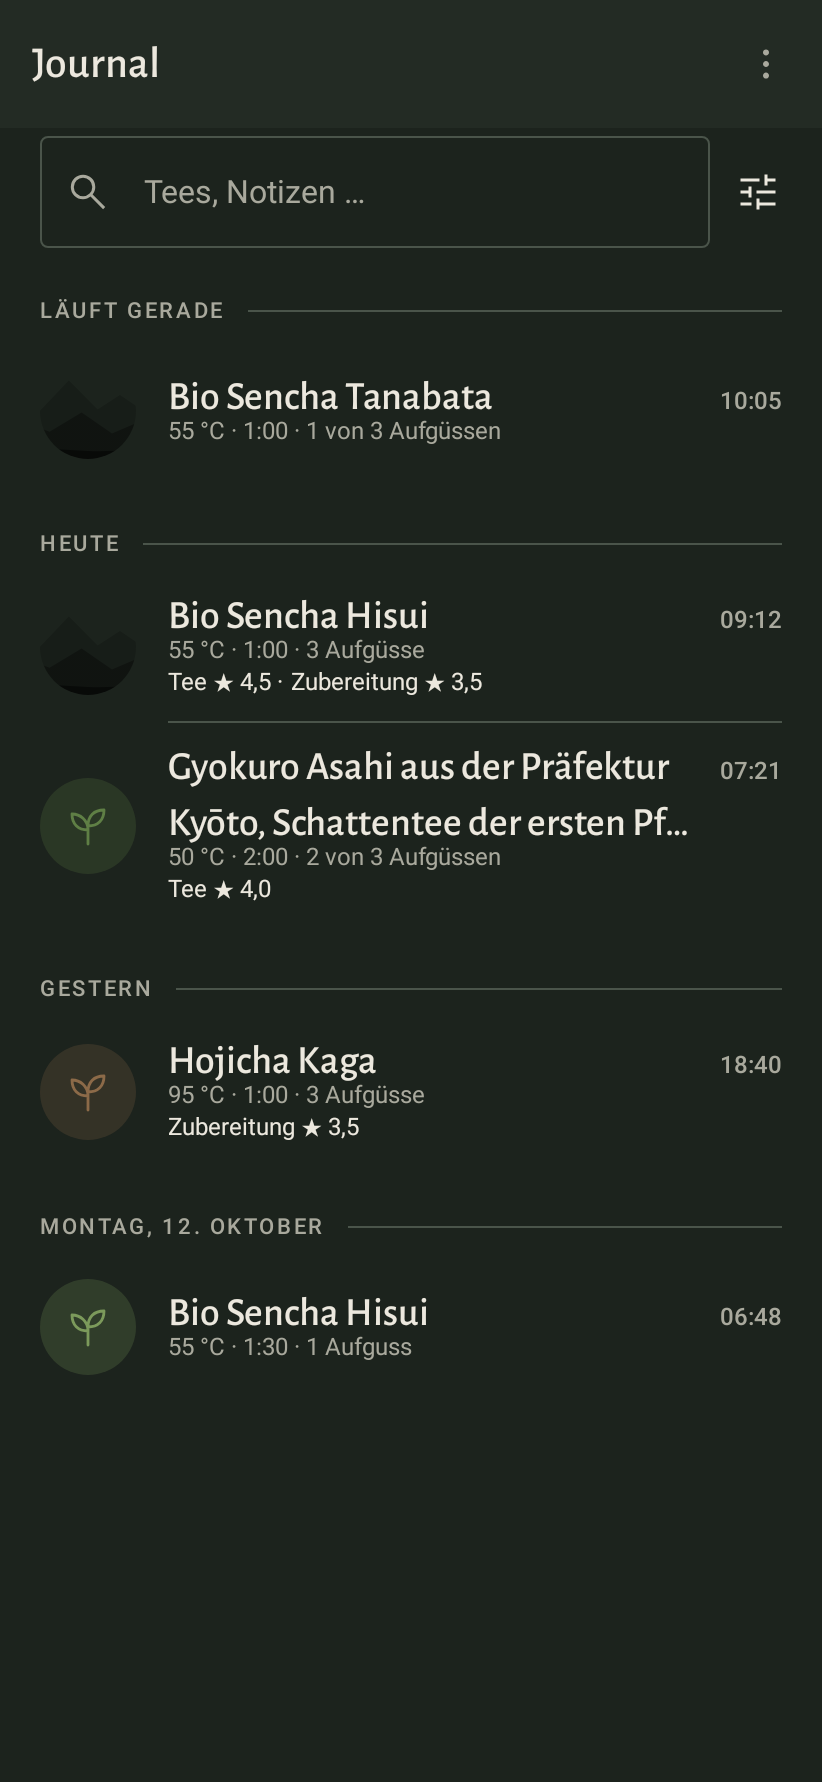 Journal
Tees, Notizen …
LÄUFT GERADE
Bio Sencha Tanabata 10:05
55 °C · 1:00 · 1 von 3 Aufgüssen
HEUTE
Bio Sencha Hisui 09:12
55 °C · 1:00 · 3 Aufgüsse
Tee ★ 4,5 · Zubereitung ★ 3,5
Gyokuro Asahi aus der Präfektur 07:21
Kyōto, Schattentee der ersten Pf…
50 °C · 2:00 · 2 von 3 Aufgüssen
Tee ★ 4,0
GESTERN
Hojicha Kaga 18:40
95 °C · 1:00 · 3 Aufgüsse
Zubereitung ★ 3,5
MONTAG, 12. OKTOBER
Bio Sencha Hisui 06:48
55 °C · 1:30 · 1 Aufguss